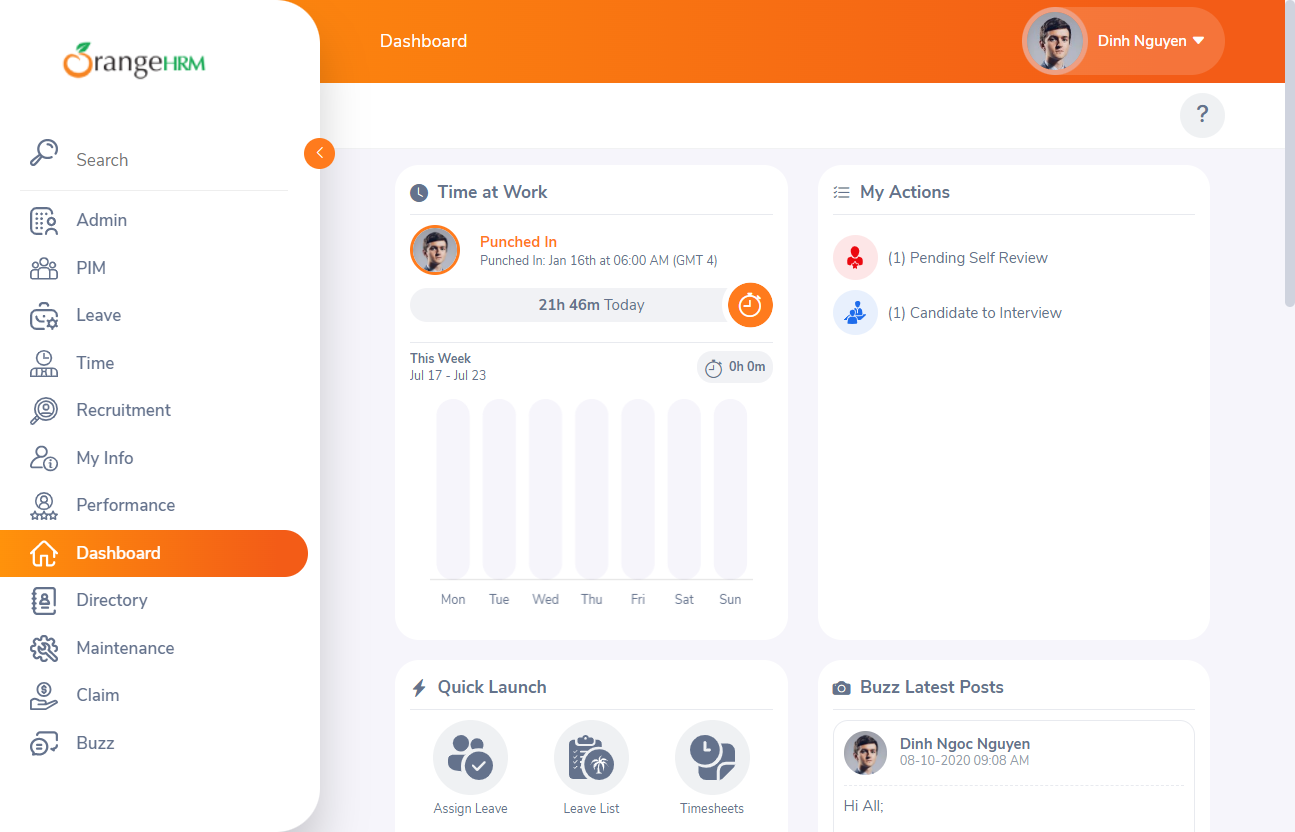 OrangeHRM
Search
Admin
PIM
Leave
Time
Recruitment
My Info
Performance
Dashboard
Directory
Maintenance
Claim
Buzz
Dashboard
Dinh Nguyen
?
Time at Work
Punched In
Punched In: Jan 16th at 06:00 AM (GMT 4)
21h 46m Today
This Week
Jul 17 - Jul 23
0h 0m
Mon Tue Wed Thu Fri Sat Sun
My Actions
(1) Pending Self Review
(1) Candidate to Interview
Quick Launch
Assign Leave Leave List Timesheets
Buzz Latest Posts
Dinh Ngoc Nguyen
08-10-2020 09:08 AM
Hi All;